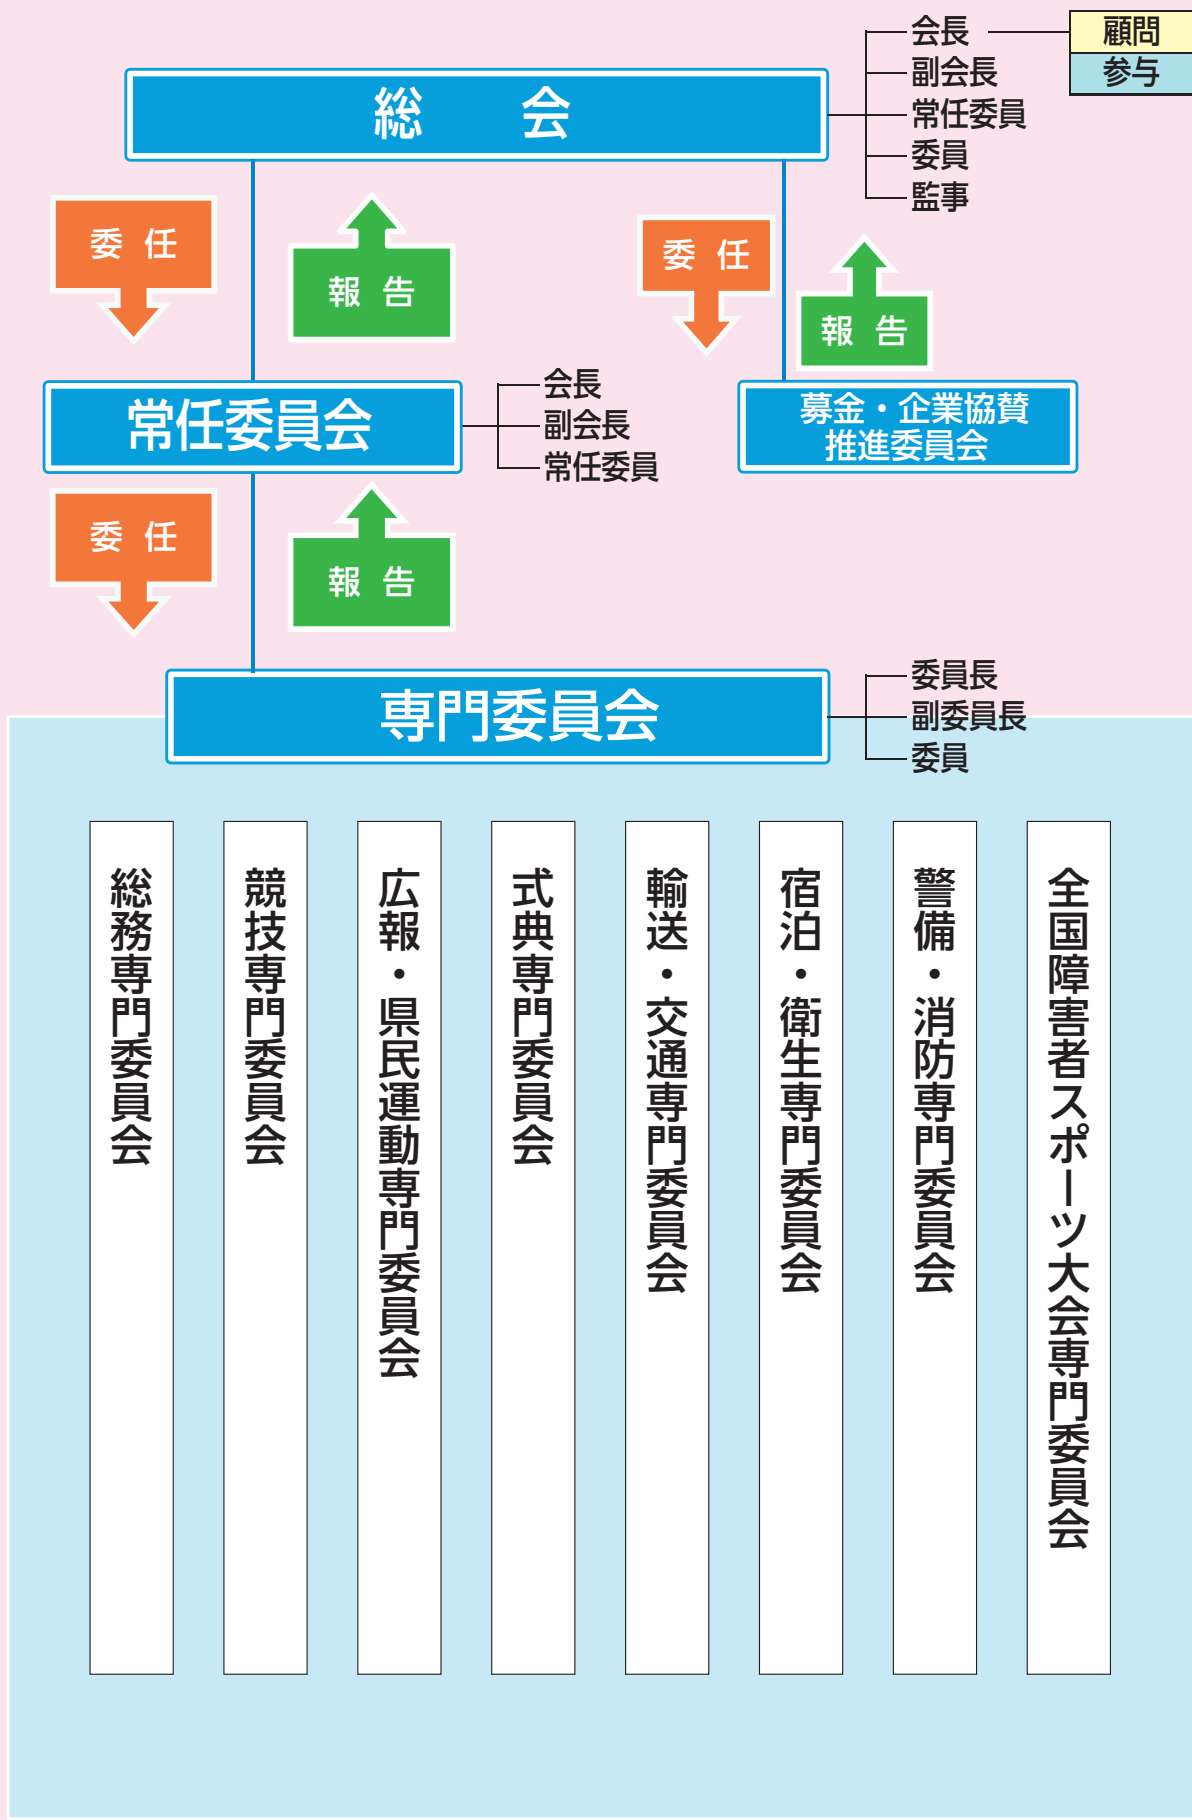 総　会
会長
副会長
常任委員
委員
監事
顧問
参与
委 任
報 告
委 任
報 告
常任委員会
会長
副会長
常任委員
募金・企業協賛
推進委員会
委 任
報 告
専門委員会
委員長
副委員長
委員
総務専門委員会
競技専門委員会
広報・県民運動専門委員会
式典専門委員会
輸送・交通専門委員会
宿泊・衛生専門委員会
警備・消防専門委員会
全国障害者スポーツ大会専門委員会